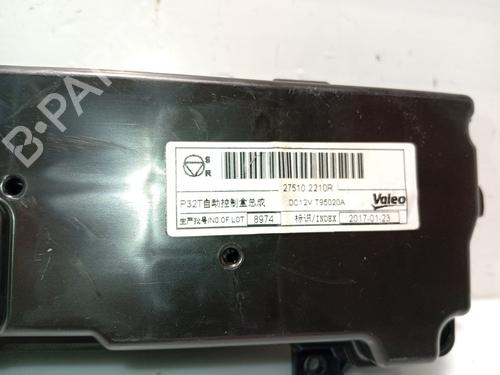 B-PARTS
S
R
27510 2210R
P32T自动控制盒总成
DC12V T95020A
Valeo
生产批号/NO.OF LOT
8974
标识/INDEX
2017-01-23